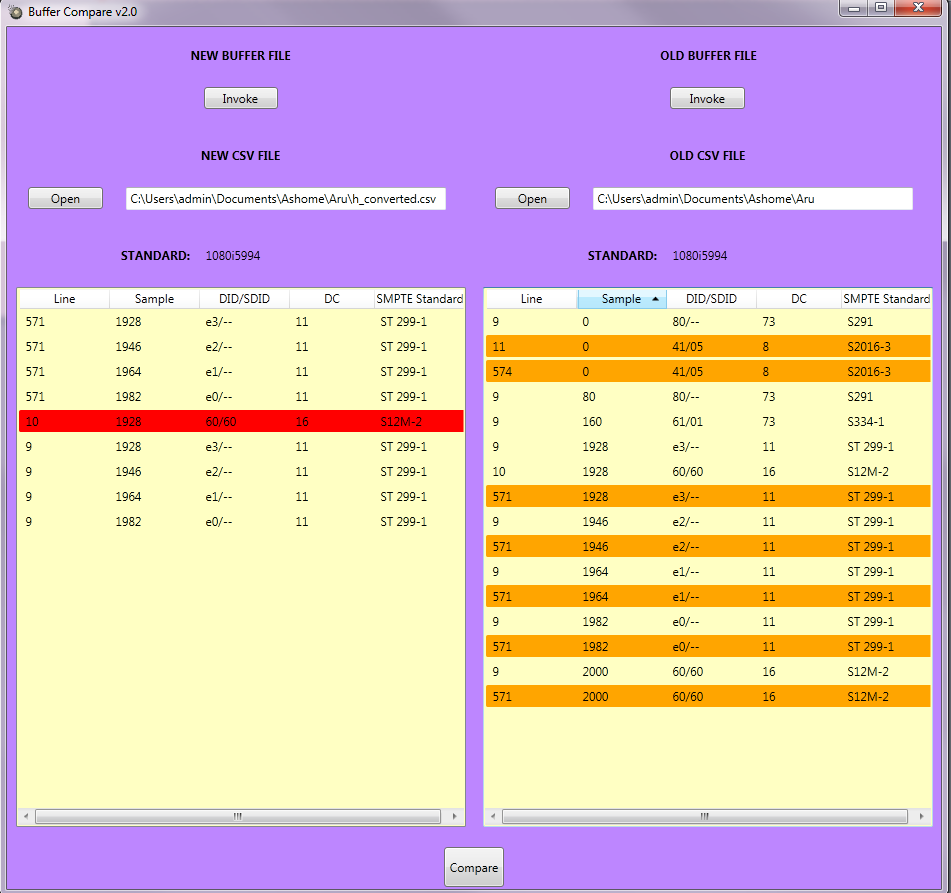 Buffer Compare v2.0
NEW BUFFER FILE
Invoke
NEW CSV FILE
Open C:\Users\admin\Documents\Ashome\Aru\h_converted.csv
STANDARD: 1080i5994
Line Sample DID/SDID DC SMPTE Standard
571 1928 e3/-- 11 ST 299-1
571 1946 e2/-- 11 ST 299-1
571 1964 e1/-- 11 ST 299-1
571 1982 e0/-- 11 ST 299-1
10 1928 60/60 16 S12M-2
9 1928 e3/-- 11 ST 299-1
9 1946 e2/-- 11 ST 299-1
9 1964 e1/-- 11 ST 299-1
9 1982 e0/-- 11 ST 299-1
OLD BUFFER FILE
Invoke
OLD CSV FILE
Open C:\Users\admin\Documents\Ashome\Aru
STANDARD: 1080i5994
Line Sample DID/SDID DC SMPTE Standard
9 0 80/-- 73 S291
11 0 41/05 8 S2016-3
574 0 41/05 8 S2016-3
9 80 80/-- 73 S291
9 160 61/01 73 S334-1
9 1928 e3/-- 11 ST 299-1
10 1928 60/60 16 S12M-2
571 1928 e3/-- 11 ST 299-1
9 1946 e2/-- 11 ST 299-1
571 1946 e2/-- 11 ST 299-1
9 1964 e1/-- 11 ST 299-1
571 1964 e1/-- 11 ST 299-1
9 1982 e0/-- 11 ST 299-1
571 1982 e0/-- 11 ST 299-1
9 2000 60/60 16 S12M-2
571 2000 60/60 16 S12M-2
Compare